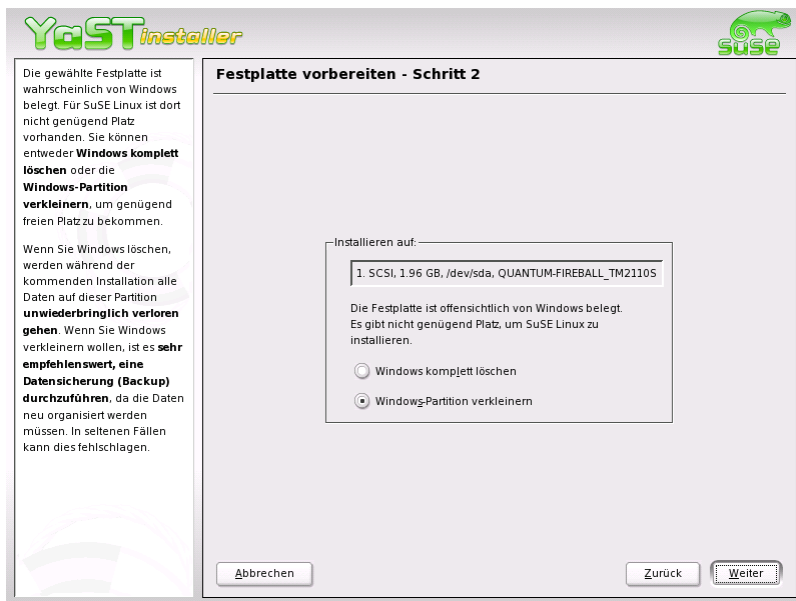 YaST installer
SuSE
Die gewählte Festplatte ist
wahrscheinlich von Windows
belegt. Für SuSE Linux ist dort
nicht genügend Platz
vorhanden. Sie können
entweder Windows komplett
löschen oder die
Windows-Partition
verkleinern, um genügend
freien Platz zu bekommen.
Wenn Sie Windows löschen,
werden während der
kommenden Installation alle
Daten auf dieser Partition
unwiederbringlich verloren
gehen. Wenn Sie Windows
verkleinern wollen, ist es sehr
empfehlenswert, eine
Datensicherung (Backup)
durchzuführen, da die Daten
neu organisiert werden
müssen. In seltenen Fällen
kann dies fehlschlagen.
Festplatte vorbereiten - Schritt 2
Installieren auf:
1. SCSI, 1.96 GB, /dev/sda, QUANTUM-FIREBALL_TM2110S
Die Festplatte ist offensichtlich von Windows belegt.
Es gibt nicht genügend Platz, um SuSE Linux zu
installieren.
Windows komplett löschen
Windows-Partition verkleinern
Abbrechen
Zurück
Weiter